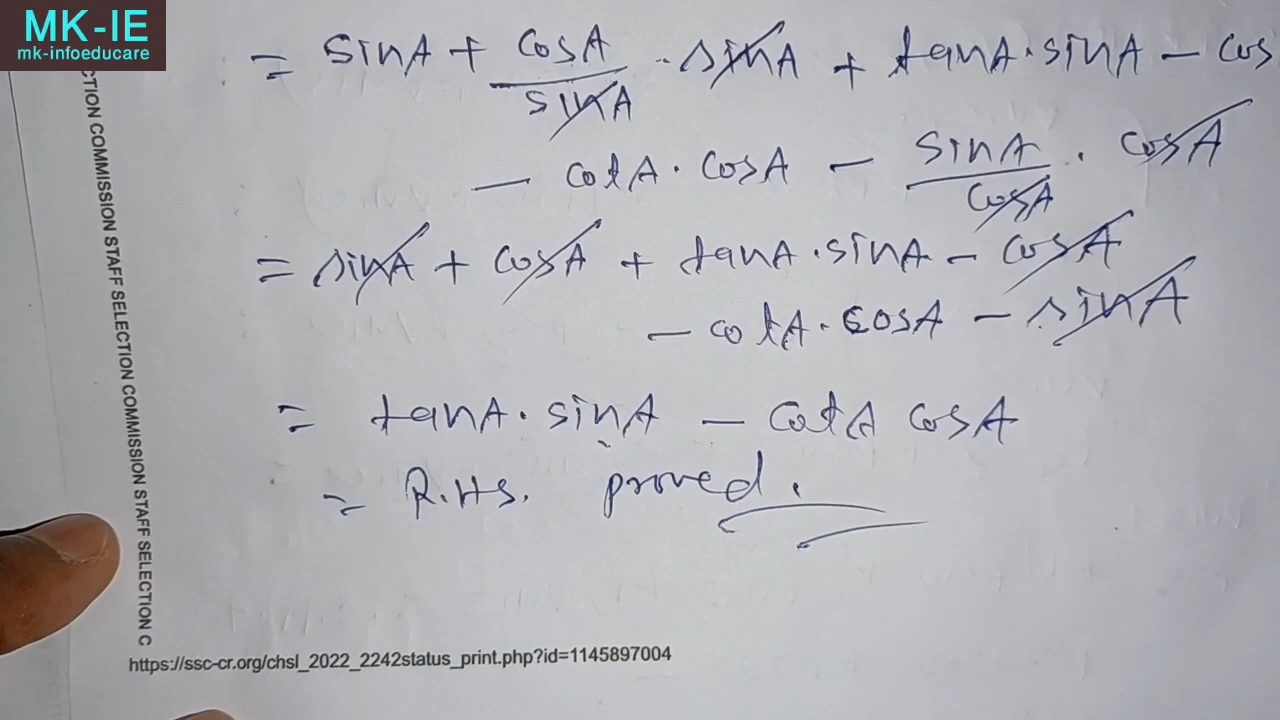 MK-IE
mk-infoeducare
= sinA + cosA/sinA · sinA + tanA·sinA − cos
− cotA·cosA − sinA/cosA · cosA
= sinA + cosA + tanA·sinA − cosA
− cotA·cosA − sinA
= tanA·sinA − cotA cosA
= R.Hs. proved.
CTION COMMISSION STAFF SELECTION COMMISSION STAFF SELECTION C
https://ssc-cr.org/chsl_2022_2242status_print.php?id=1145897004